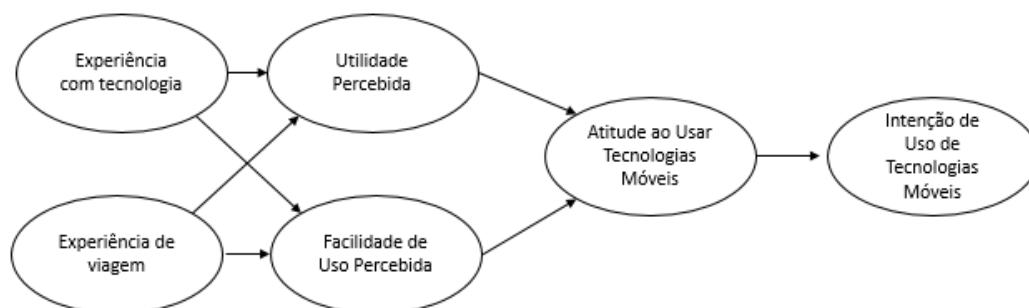 Experiência
com tecnologia
Utilidade
Percebida
Atitude ao Usar
Tecnologias
Móveis
Intenção de
Uso de
Tecnologias
Móveis
Experiência de
viagem
Facilidade de
Uso Percebida